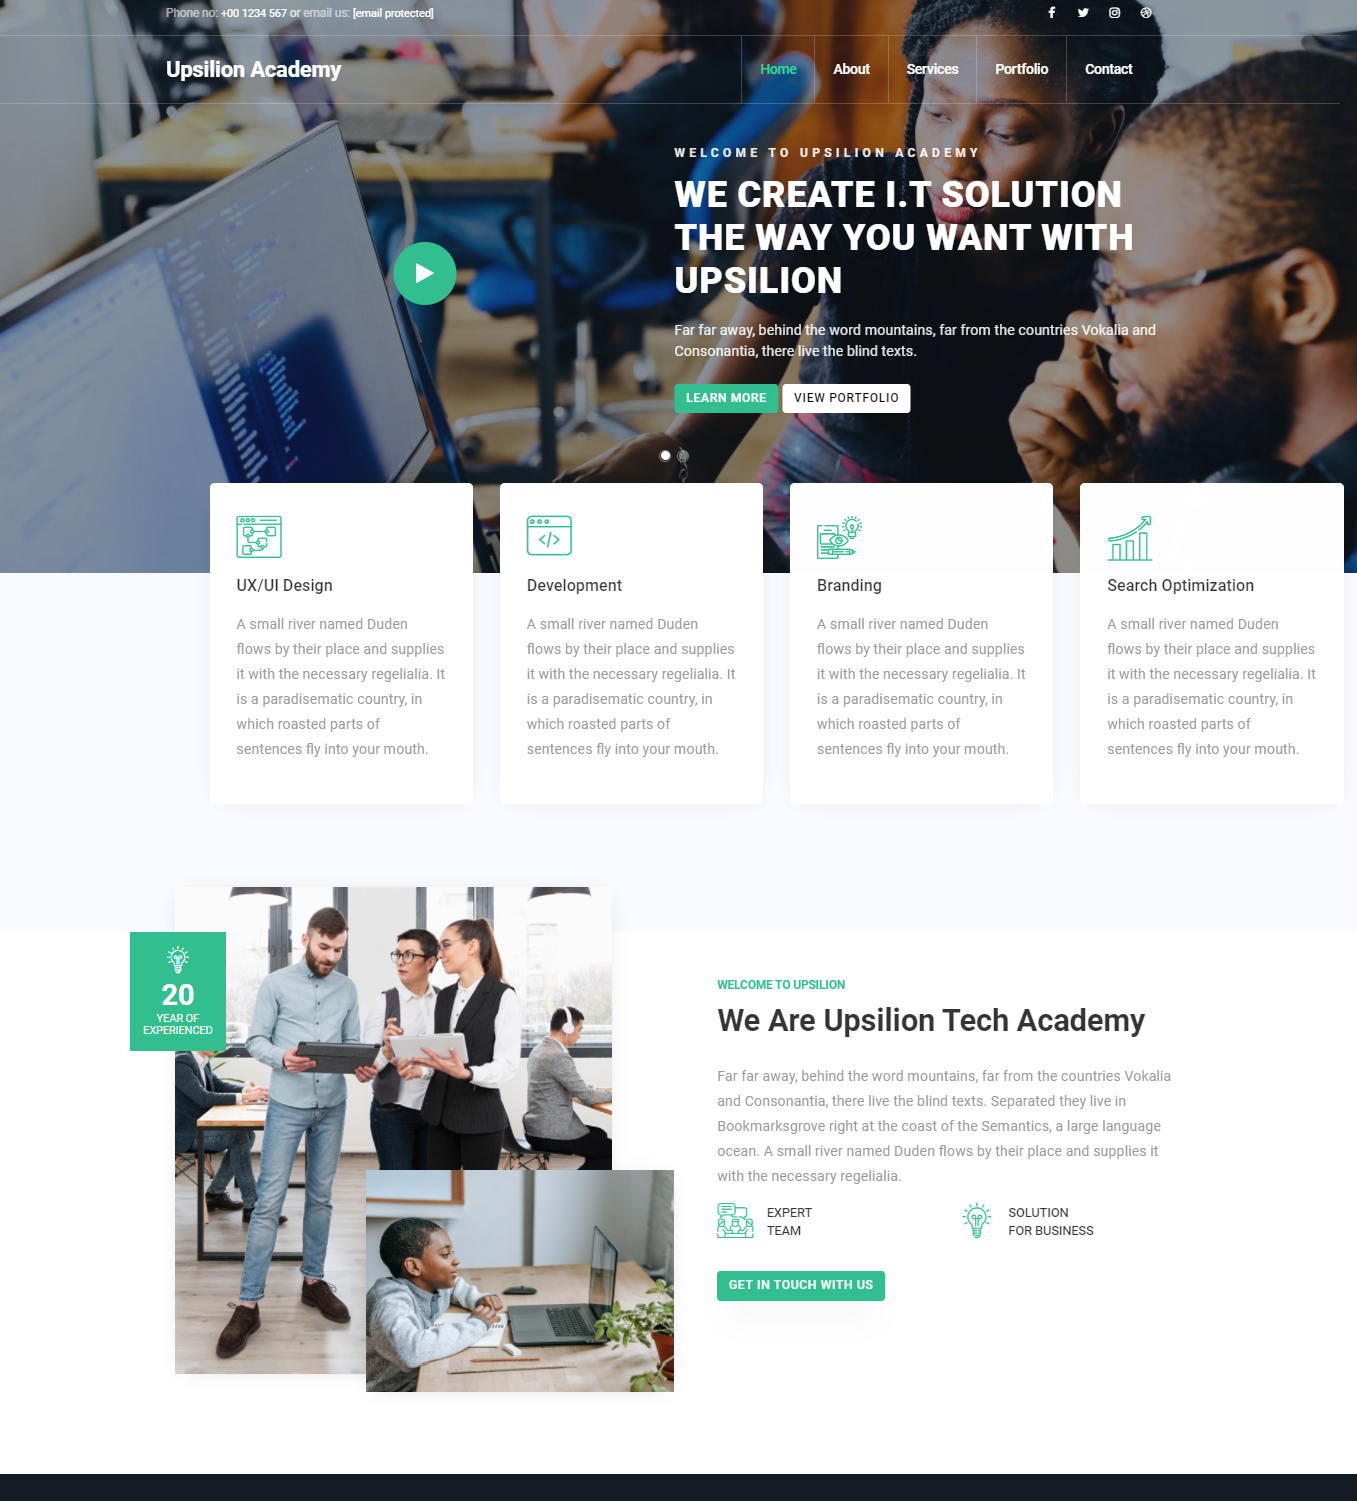 Phone no: +00 1234 567 or email us: [email protected]
Upsilion Academy
Home About Services Portfolio Contact
WELCOME TO UPSILION ACADEMY
WE CREATE I.T SOLUTION
THE WAY YOU WANT WITH
UPSILION
Far far away, behind the word mountains, far from the countries Vokalia and
Consonantia, there live the blind texts.
LEARN MORE VIEW PORTFOLIO
UX/UI Design
A small river named Duden
flows by their place and supplies
it with the necessary regelialia. It
is a paradisematic country, in
which roasted parts of
sentences fly into your mouth.
Development
A small river named Duden
flows by their place and supplies
it with the necessary regelialia. It
is a paradisematic country, in
which roasted parts of
sentences fly into your mouth.
Branding
A small river named Duden
flows by their place and supplies
it with the necessary regelialia. It
is a paradisematic country, in
which roasted parts of
sentences fly into your mouth.
Search Optimization
A small river named Duden
flows by their place and supplies
it with the necessary regelialia. It
is a paradisematic country, in
which roasted parts of
sentences fly into your mouth.
20
YEAR OF
EXPERIENCED
WELCOME TO UPSILION
We Are Upsilion Tech Academy
Far far away, behind the word mountains, far from the countries Vokalia
and Consonantia, there live the blind texts. Separated they live in
Bookmarksgrove right at the coast of the Semantics, a large language
ocean. A small river named Duden flows by their place and supplies it
with the necessary regelialia.
EXPERT
TEAM
SOLUTION
FOR BUSINESS
GET IN TOUCH WITH US